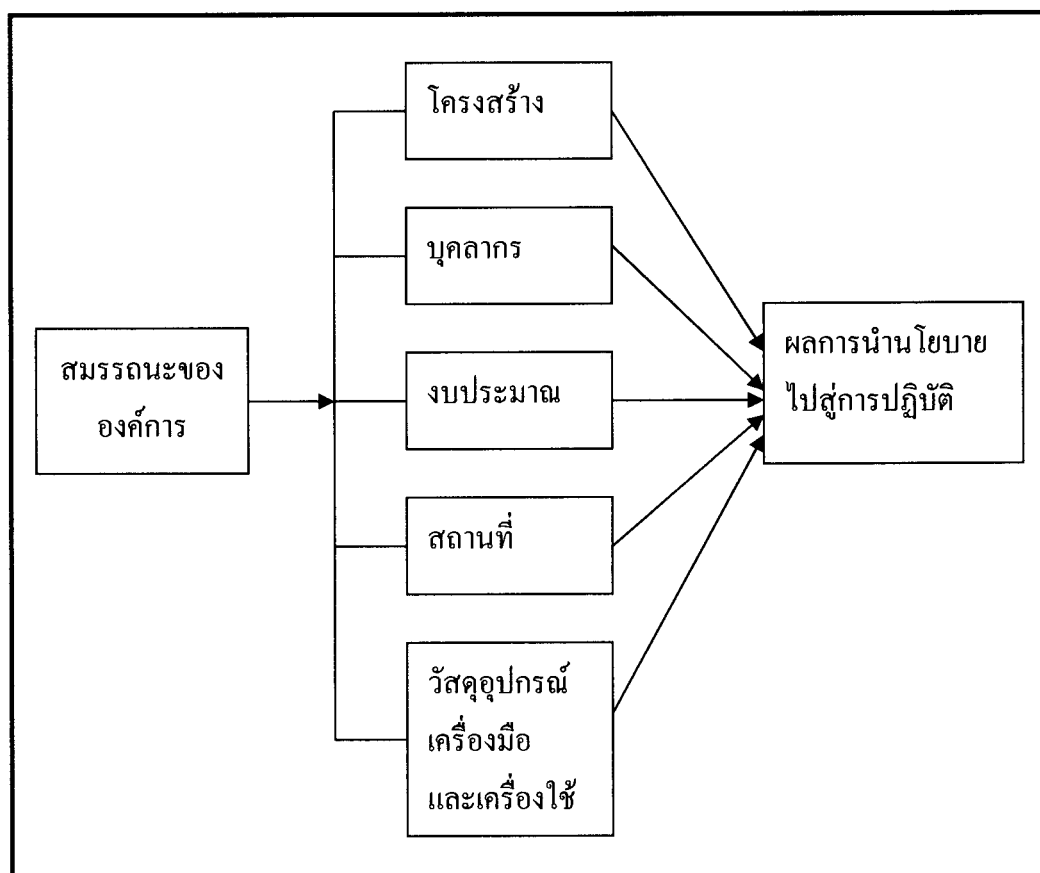 โครงสร้าง
บุคลากร
สมรรถนะของ
องค์การ
งบประมาณ
ผลการนำนโยบาย
ไปสู่การปฏิบัติ
สถานที่
วัสดุอุปกรณ์
เครื่องมือ
และเครื่องใช้